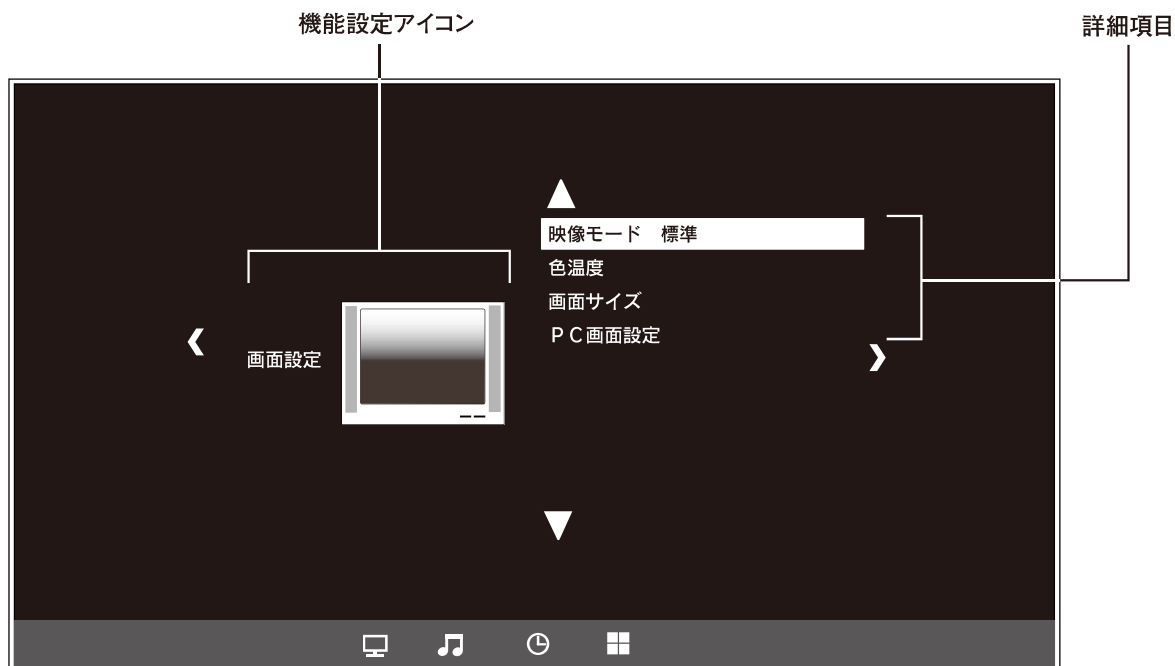 機能設定アイコン
詳細項目
映像モード　標準
色温度
画面サイズ
ＰＣ画面設定
画面設定